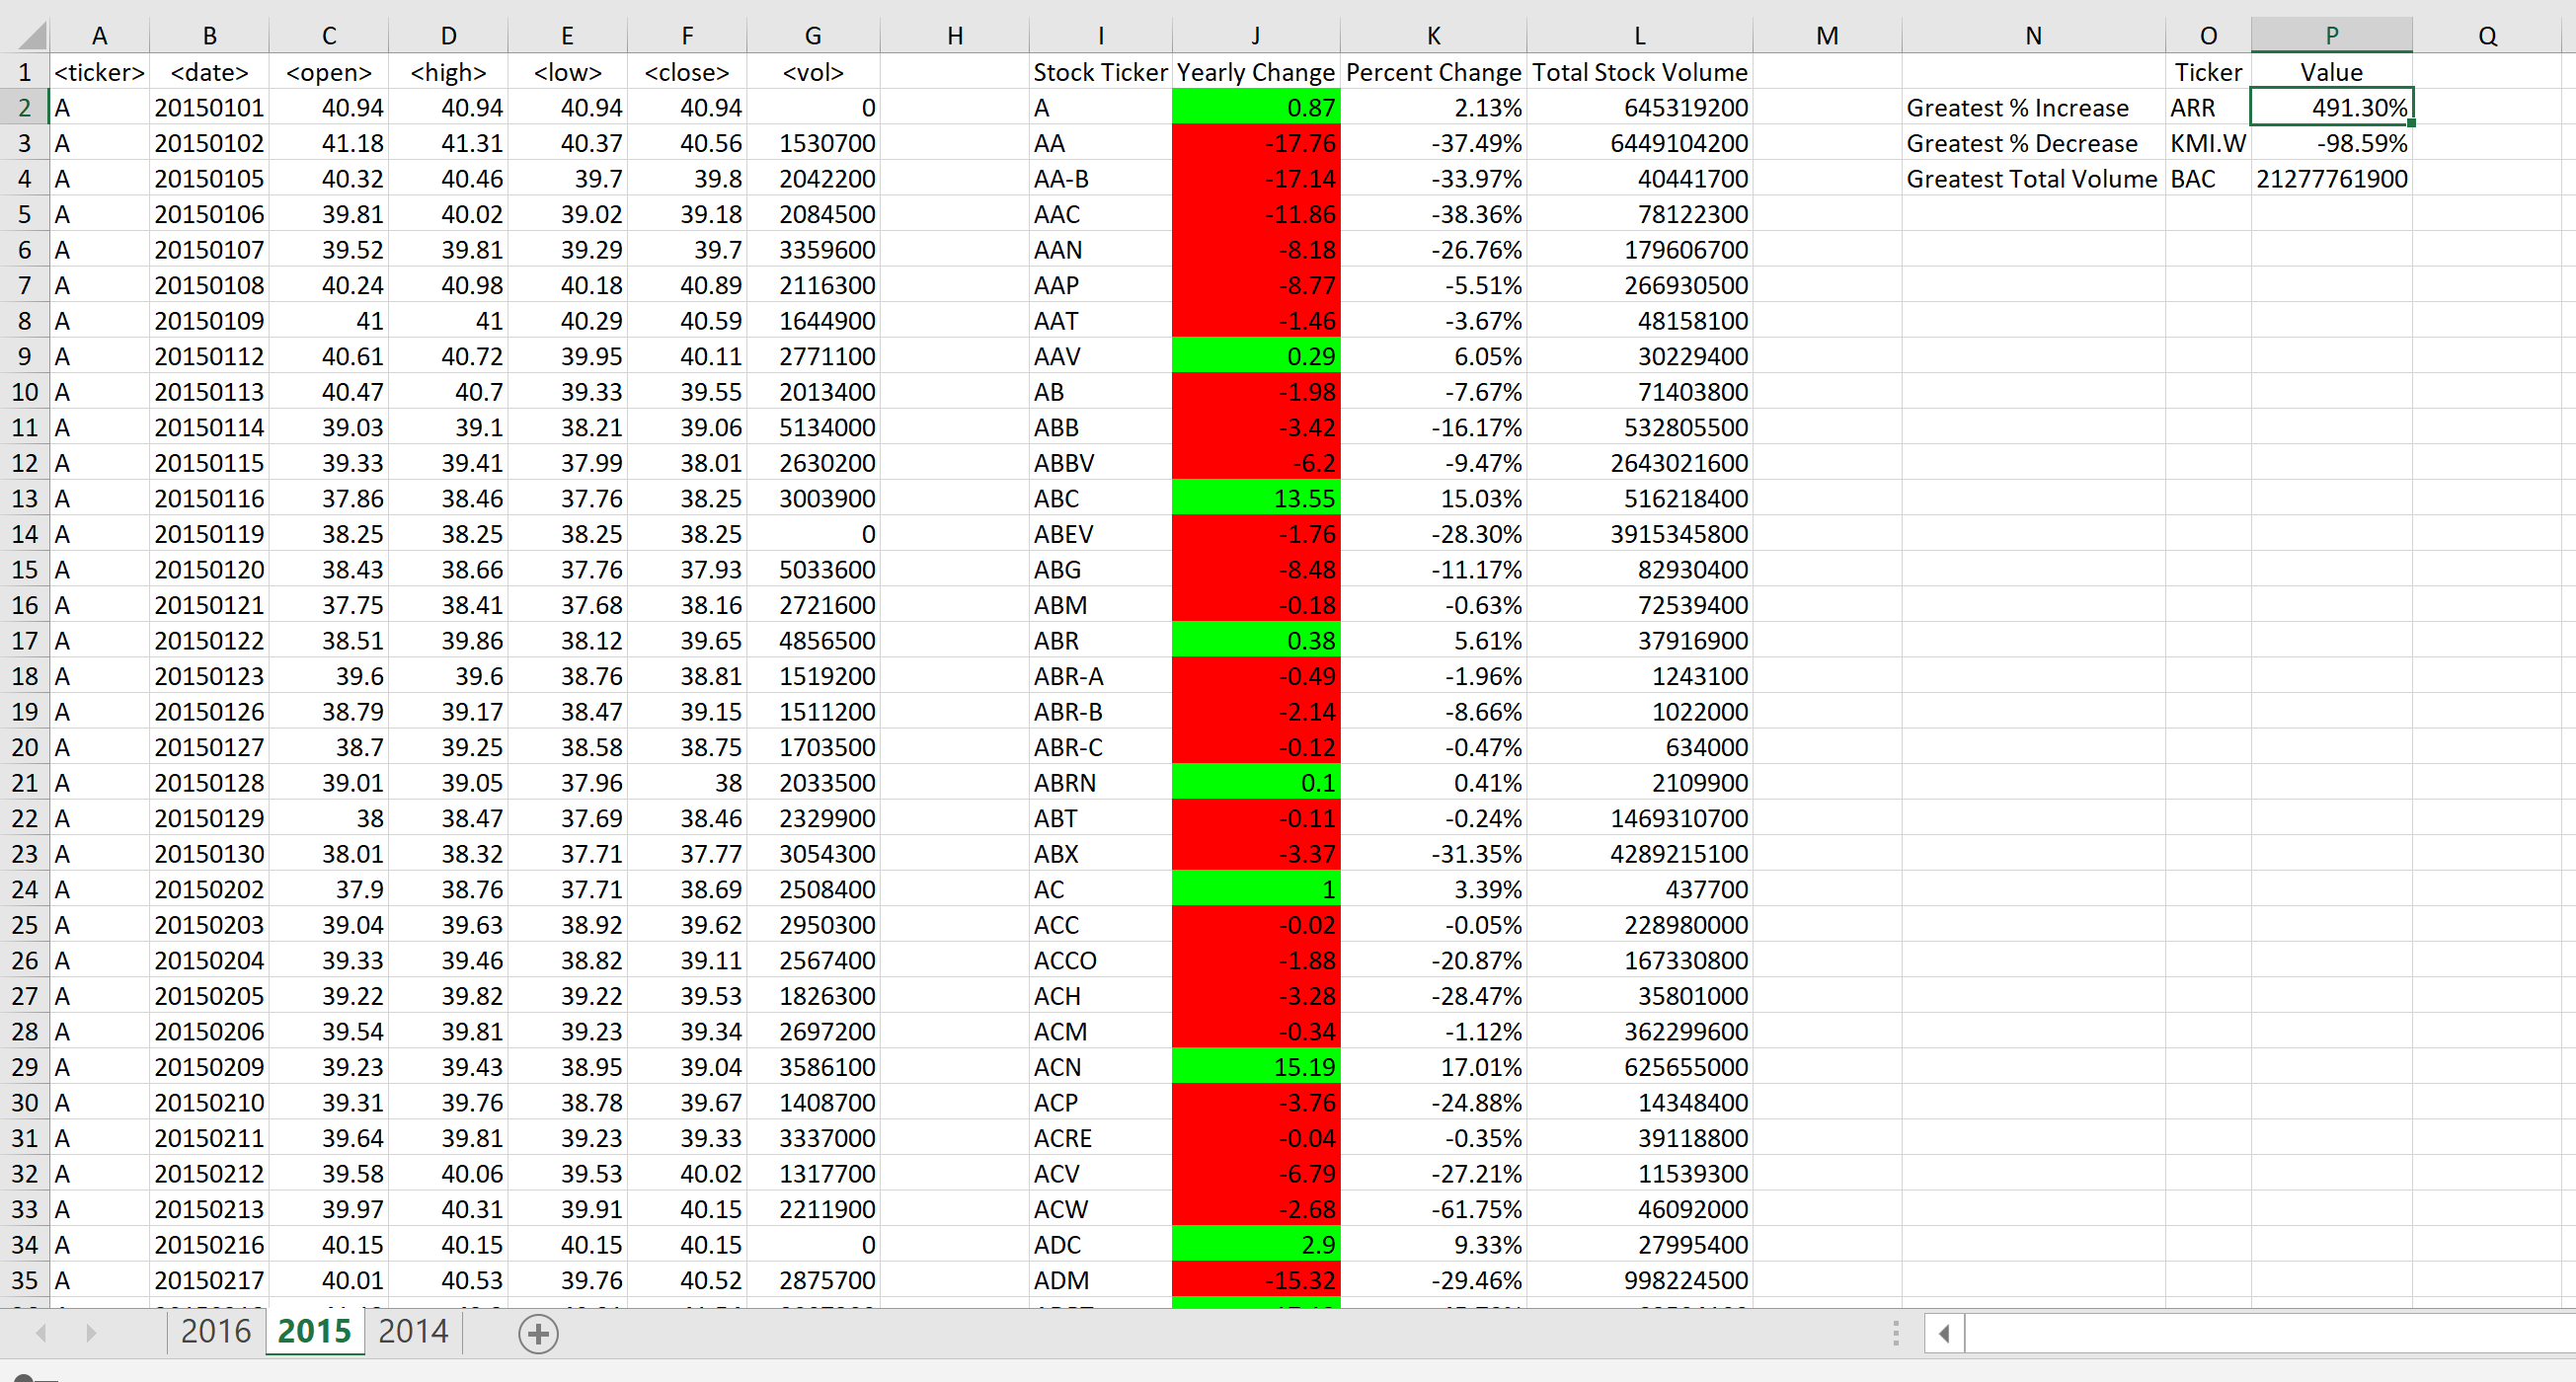 A B C D E F G H I J K L M N O P Q
1 <ticker> <date> <open> <high> <low> <close> <vol> Stock Ticker Yearly Change Percent Change Total Stock Volume Ticker Value
2 A 20150101 40.94 40.94 40.94 40.94 0 A 0.87 2.13% 645319200 Greatest % Increase ARR 491.30%
3 A 20150102 41.18 41.31 40.37 40.56 1530700 AA -17.76 -37.49% 6449104200 Greatest % Decrease KMI.W -98.59%
4 A 20150105 40.32 40.46 39.7 39.8 2042200 AA-B -17.14 -33.97% 40441700 Greatest Total Volume BAC 21277761900
5 A 20150106 39.81 40.02 39.02 39.18 2084500 AAC -11.86 -38.36% 78122300
6 A 20150107 39.52 39.81 39.29 39.7 3359600 AAN -8.18 -26.76% 179606700
7 A 20150108 40.24 40.98 40.18 40.89 2116300 AAP -8.77 -5.51% 266930500
8 A 20150109 41 41 40.29 40.59 1644900 AAT -1.46 -3.67% 48158100
9 A 20150112 40.61 40.72 39.95 40.11 2771100 AAV 0.29 6.05% 30229400
10 A 20150113 40.47 40.7 39.33 39.55 2013400 AB -1.98 -7.67% 71403800
11 A 20150114 39.03 39.1 38.21 39.06 5134000 ABB -3.42 -16.17% 532805500
12 A 20150115 39.33 39.41 37.99 38.01 2630200 ABBV -6.2 -9.47% 2643021600
13 A 20150116 37.86 38.46 37.76 38.25 3003900 ABC 13.55 15.03% 516218400
14 A 20150119 38.25 38.25 38.25 38.25 0 ABEV -1.76 -28.30% 3915345800
15 A 20150120 38.43 38.66 37.76 37.93 5033600 ABG -8.48 -11.17% 82930400
16 A 20150121 37.75 38.41 37.68 38.16 2721600 ABM -0.18 -0.63% 72539400
17 A 20150122 38.51 39.86 38.12 39.65 4856500 ABR 0.38 5.61% 37916900
18 A 20150123 39.6 39.6 38.76 38.81 1519200 ABR-A -0.49 -1.96% 1243100
19 A 20150126 38.79 39.17 38.47 39.15 1511200 ABR-B -2.14 -8.66% 1022000
20 A 20150127 38.7 39.25 38.58 38.75 1703500 ABR-C -0.12 -0.47% 634000
21 A 20150128 39.01 39.05 37.96 38 2033500 ABRN 0.1 0.41% 2109900
22 A 20150129 38 38.47 37.69 38.46 2329900 ABT -0.11 -0.24% 1469310700
23 A 20150130 38.01 38.32 37.71 37.77 3054300 ABX -3.37 -31.35% 4289215100
24 A 20150202 37.9 38.76 37.71 38.69 2508400 AC 1 3.39% 437700
25 A 20150203 39.04 39.63 38.92 39.62 2950300 ACC -0.02 -0.05% 228980000
26 A 20150204 39.33 39.46 38.82 39.11 2567400 ACCO -1.88 -20.87% 167330800
27 A 20150205 39.22 39.82 39.22 39.53 1826300 ACH -3.28 -28.47% 35801000
28 A 20150206 39.54 39.81 39.23 39.34 2697200 ACM -0.34 -1.12% 362299600
29 A 20150209 39.23 39.43 38.95 39.04 3586100 ACN 15.19 17.01% 625655000
30 A 20150210 39.31 39.76 38.78 39.67 1408700 ACP -3.76 -24.88% 14348400
31 A 20150211 39.64 39.81 39.23 39.33 3337000 ACRE -0.04 -0.35% 39118800
32 A 20150212 39.58 40.06 39.53 40.02 1317700 ACV -6.79 -27.21% 11539300
33 A 20150213 39.97 40.31 39.91 40.15 2211900 ACW -2.68 -61.75% 46092000
34 A 20150216 40.15 40.15 40.15 40.15 0 ADC 2.9 9.33% 27995400
35 A 20150217 40.01 40.53 39.76 40.52 2875700 ADM -15.32 -29.46% 998224500
2016 2015 2014